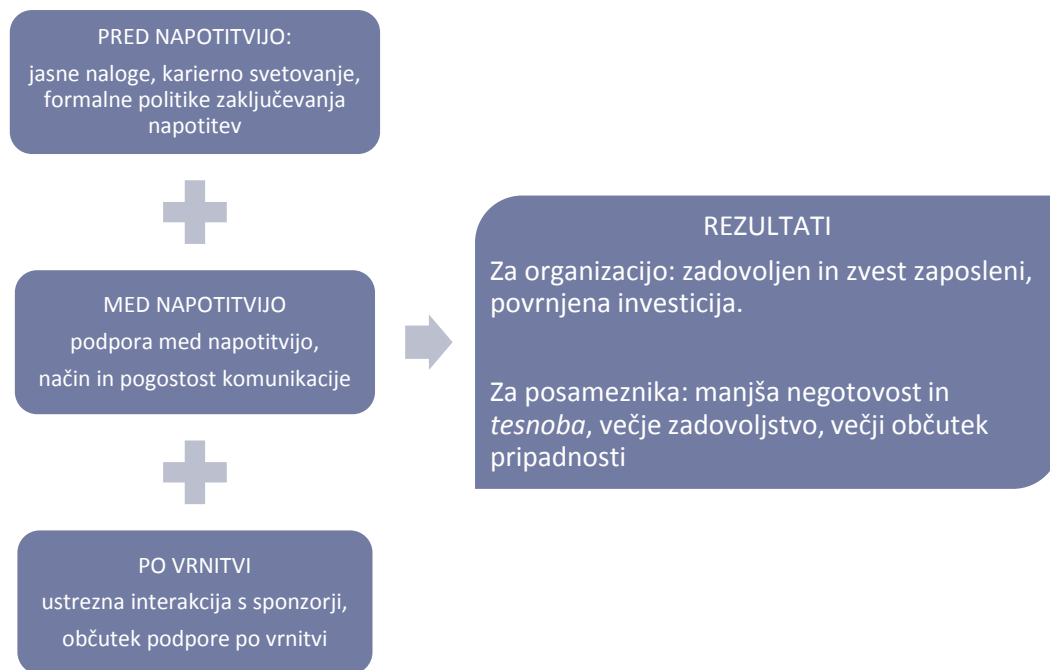 PRED NAPOTITVIJO:
jasne naloge, karierno svetovanje,
formalne politike zaključevanja
napotitev
MED NAPOTITVIJO
podpora med napotitvijo,
način in pogostost komunikacije
PO VRNITVI
ustrezna interakcija s sponzorji,
občutek podpore po vrnitvi
REZULTATI
Za organizacijo: zadovoljen in zvest zaposleni,
povrnjena investicija.
Za posameznika: manjša negotovost in
tesnoba, večje zadovoljstvo, večji občutek
pripadnosti